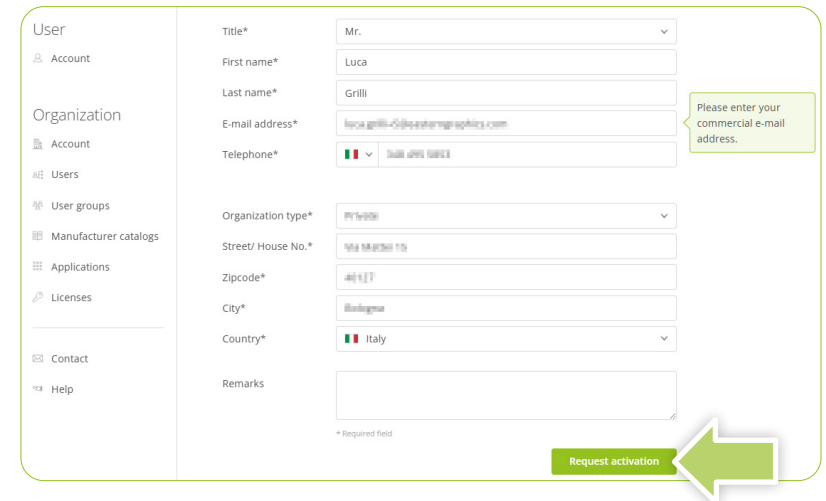 User
Account
Organization
Account
Users
User groups
Manufacturer catalogs
Applications
Licenses
Contact
Help
Title*
Mr.
First name*
Luca
Last name*
Grilli
E-mail address*
Please enter your
commercial e-mail
address.
Telephone*
Organization type*
Street/ House No.*
Zipcode*
City*
Country*
Italy
Remarks
* Required field
Request activation